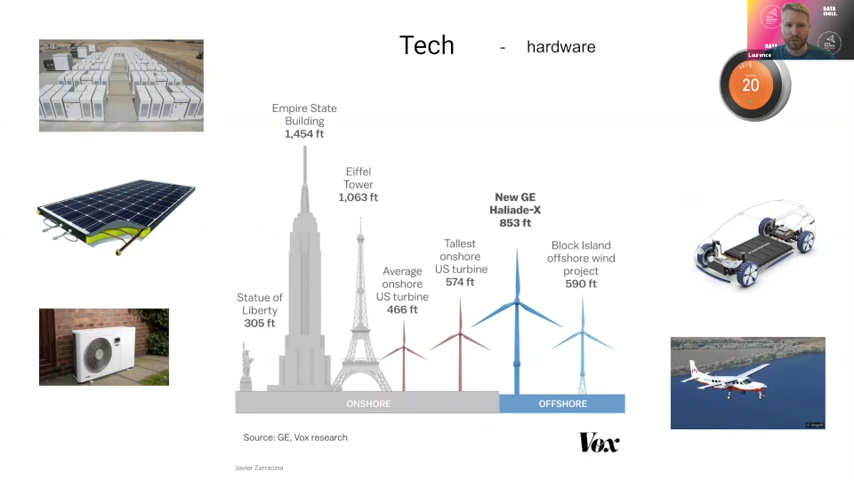 Tech - hardware
DATA
IDOLS.
Laurence
20
Empire State
Building
1,454 ft
Eiffel
Tower
1,063 ft
New GE
Haliade-X
853 ft
Tallest
onshore
US turbine
574 ft
Block Island
offshore wind
project
590 ft
Average
onshore
US turbine
466 ft
Statue of
Liberty
305 ft
ONSHORE
OFFSHORE
Source: GE, Vox research
Vox
Javier Zarracina